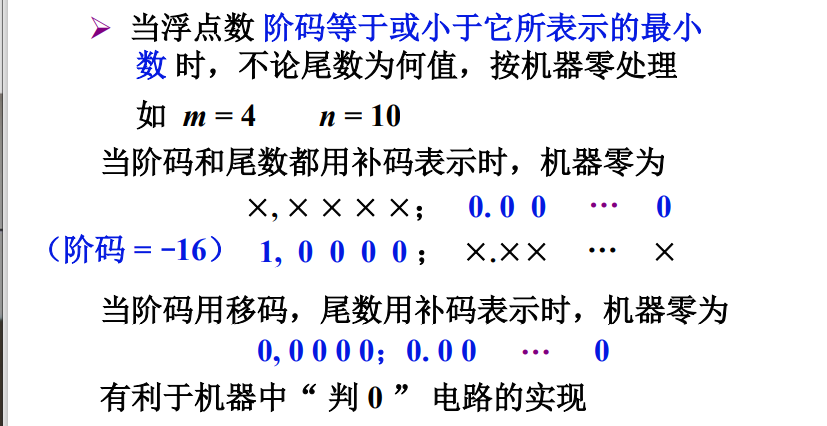 ➢ 当浮点数 阶码等于或小于它所表示的最小
数 时，不论尾数为何值，按机器零处理
如 m = 4 n = 10
当阶码和尾数都用补码表示时，机器零为
×, × × × ×； 0. 0 0 … 0
（阶码 = −16） 1, 0 0 0 0； ×.×× … ×
当阶码用移码，尾数用补码表示时，机器零为
0, 0 0 0 0；0. 0 0 … 0
有利于机器中 “ 判 0 ” 电路的实现